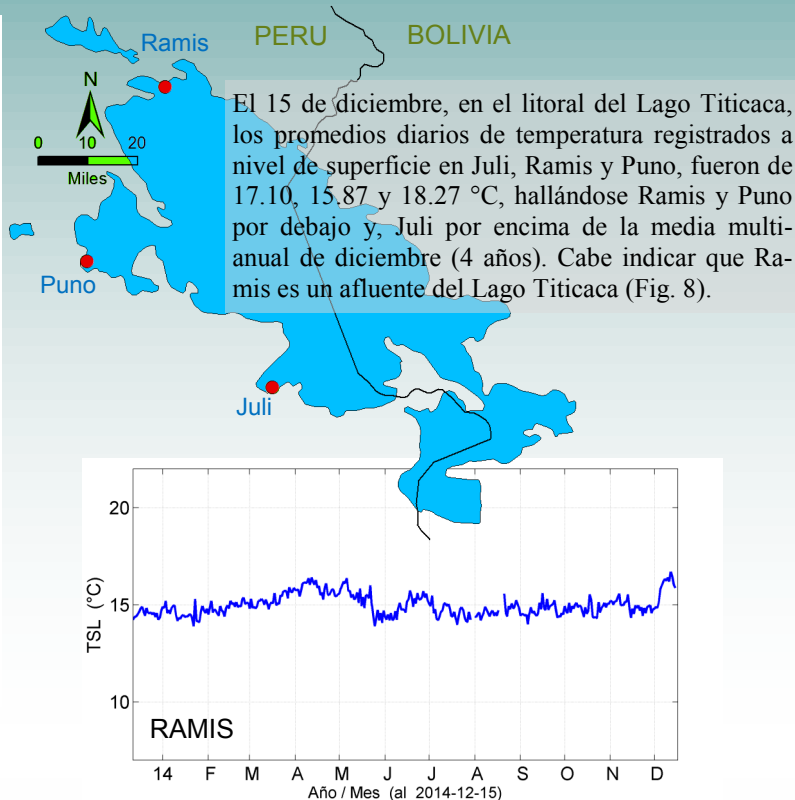 Ramis
PERU
BOLIVIA
N
0 10 20
Miles
El 15 de diciembre, en el litoral del Lago Titicaca,
los promedios diarios de temperatura registrados a
nivel de superficie en Juli, Ramis y Puno, fueron de
17.10, 15.87 y 18.27 °C, hallándose Ramis y Puno
por debajo y, Juli por encima de la media multi-
anual de diciembre (4 años). Cabe indicar que Ra-
mis es un afluente del Lago Titicaca (Fig. 8).
Puno
Juli
20
15
10
TSL (°C)
RAMIS
14 F M A M J J A S O N D
Año / Mes (al 2014-12-15)